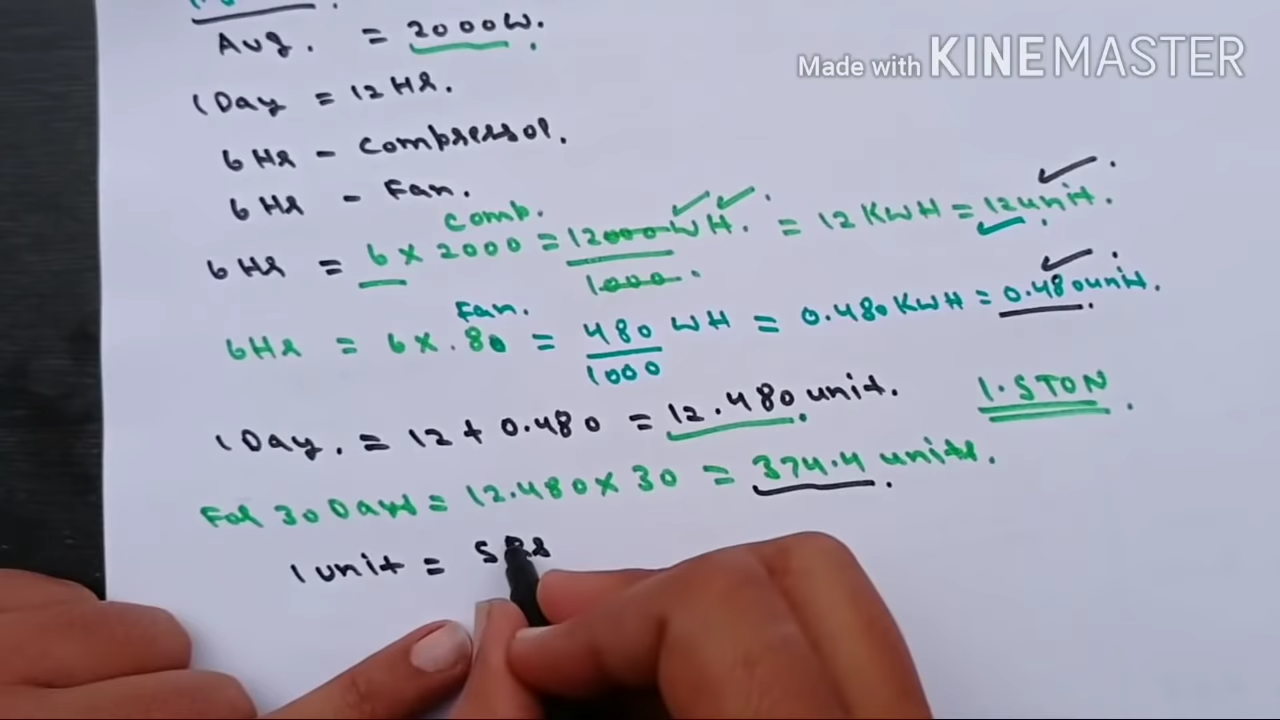 Made with KINEMASTER
Avg. = 2000W.
1 Day = 12 Hr.
6 Hr - Compressor.
6 Hr - Fan.
Comp.
6 Hr = 6 x 2000 = 12000 WH. = 12 KWH = 12 unit.
1000.
Fan.
6 Hr = 6 x. 80 = 480 WH = 0.480 KWH = 0.480 unit.
1000
1 Day. = 12 + 0.480 = 12.480 unit.
1.5 TON.
For 30 Days = 12.480 x 30 = 374.4 units.
1 unit = 5 Rs